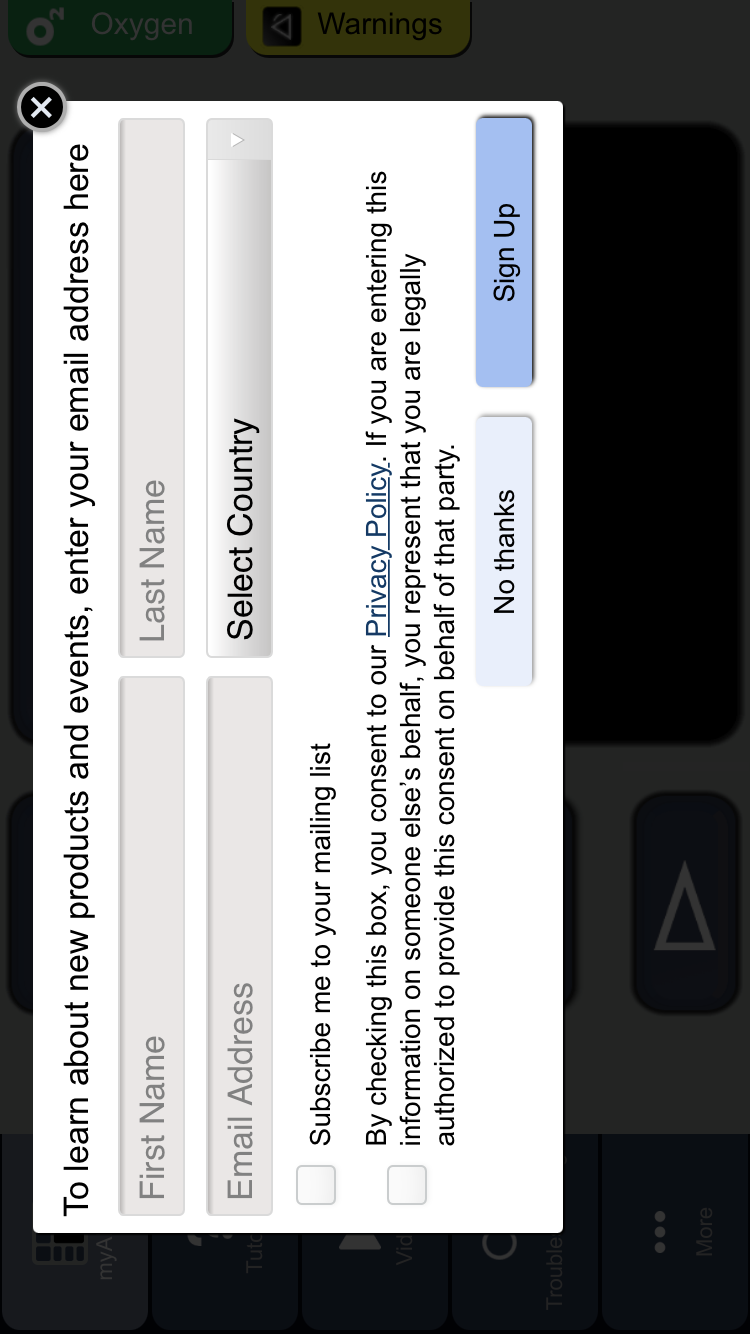 O2 Oxygen
Warnings
To learn about new products and events, enter your email address here
First Name
Last Name
Email Address
Select Country
Subscribe me to your mailing list
By checking this box, you consent to our Privacy Policy. If you are entering this
information on someone else’s behalf, you represent that you are legally
authorized to provide this consent on behalf of that party.
No thanks
Sign Up
myA
Tuto
Vid
Trouble
More